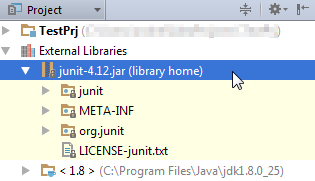 Project
TestPrj
External Libraries
junit-4.12.jar (library home)
junit
META-INF
org.junit
LICENSE-junit.txt
< 1.8 > (C:\Program Files\Java\jdk1.8.0_25)